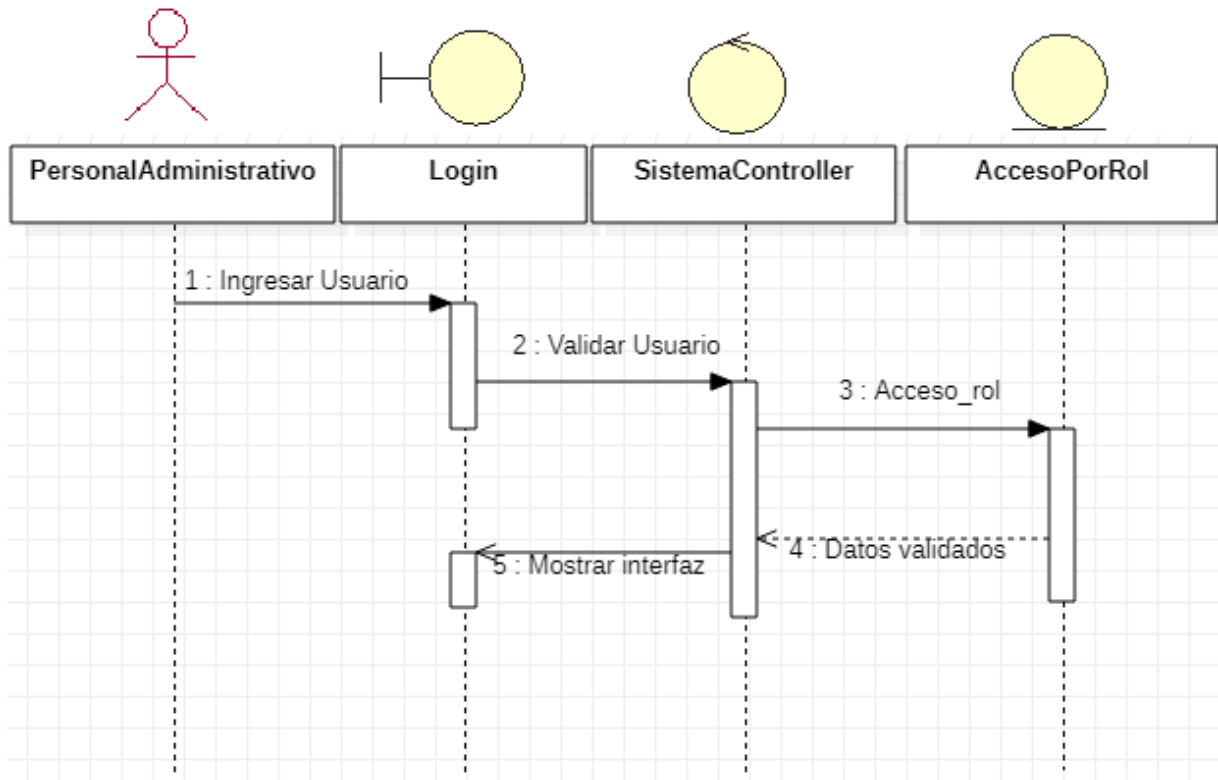 PersonalAdministrativo
Login
SistemaController
AccesoPorRol
1 : Ingresar Usuario
2 : Validar Usuario
3 : Acceso_rol
4 : Datos validados
5 : Mostrar interfaz